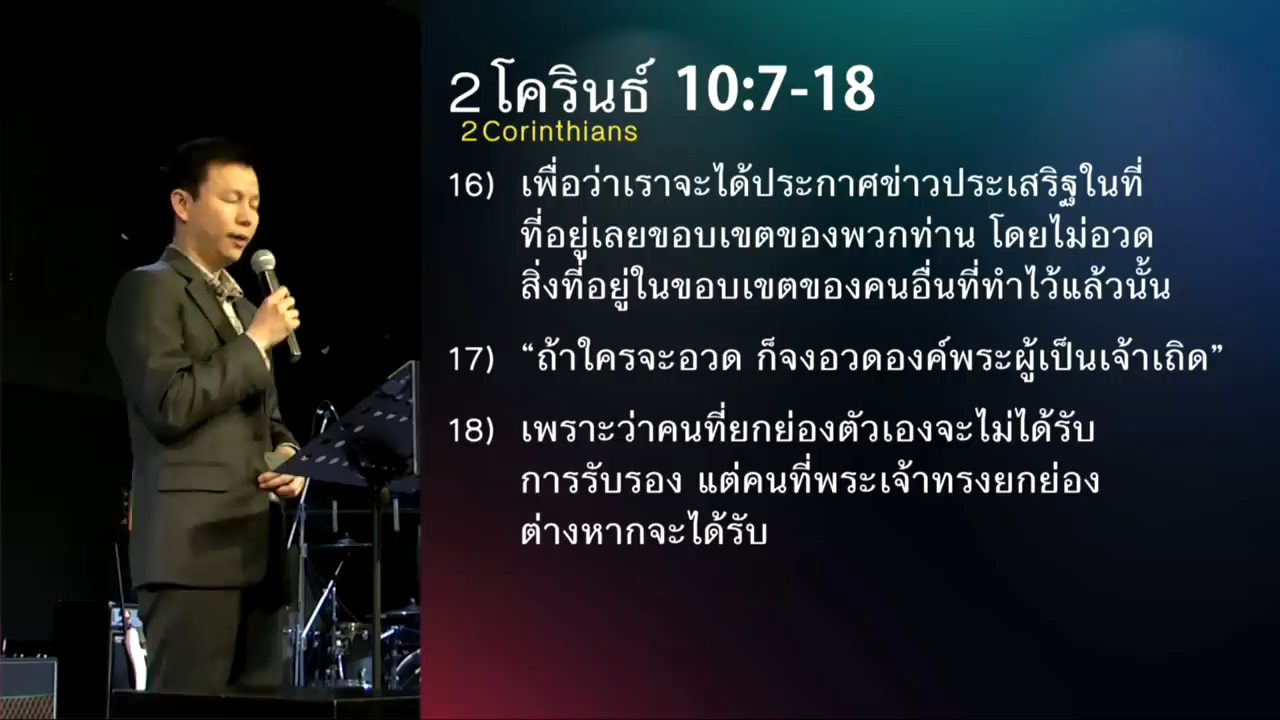 2 โครินธ์ 10:7-18
2 Corinthians
16) เพื่อว่าเราจะได้ประกาศข่าวประเสริฐในที่
ที่อยู่เลยขอบเขตของพวกท่าน โดยไม่อวด
สิ่งที่อยู่ในขอบเขตของคนอื่นที่ทำไว้แล้วนั้น
17) “ถ้าใครจะอวด ก็จงอวดองค์พระผู้เป็นเจ้าเถิด”
18) เพราะว่าคนที่ยกย่องตัวเองจะไม่ได้รับ
การรับรอง แต่คนที่พระเจ้าทรงยกย่อง
ต่างหากจะได้รับ